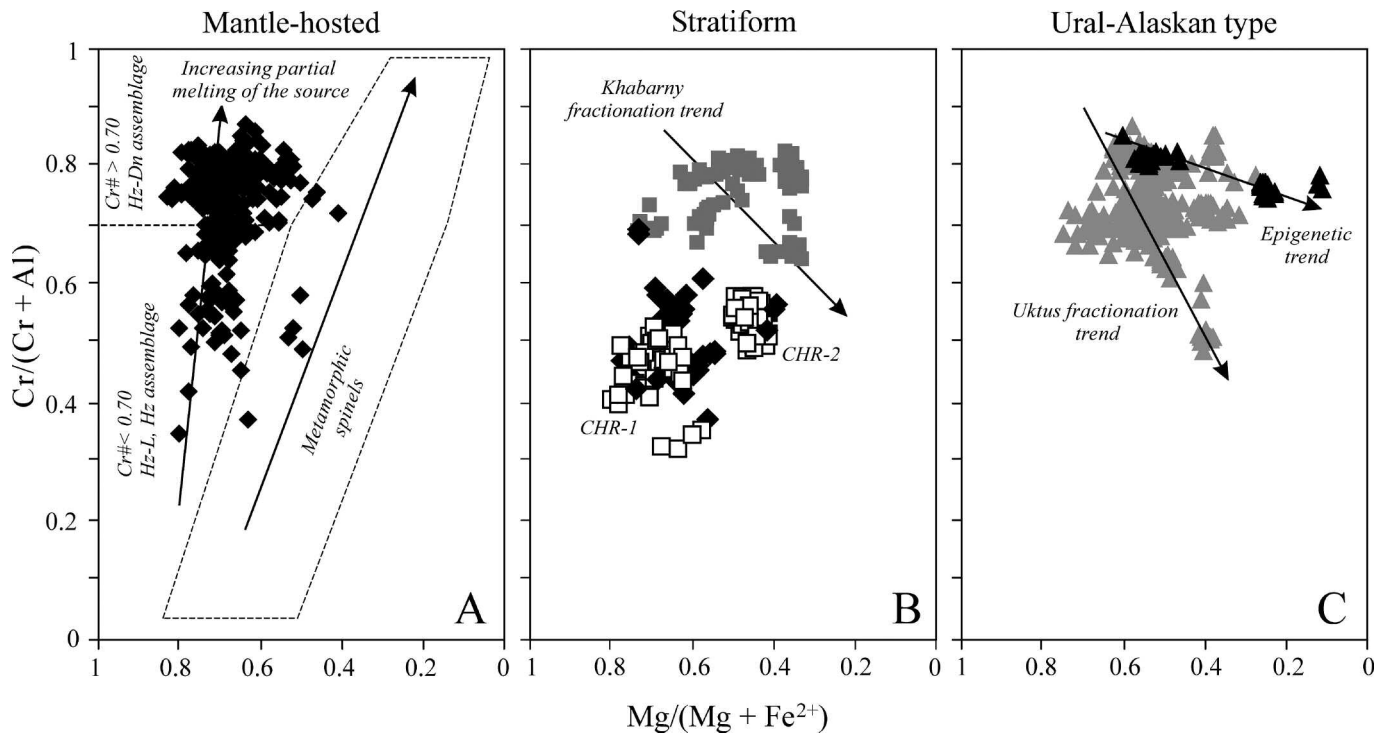 Mantle-hosted
Stratiform
Ural-Alaskan type
Cr/(Cr + Al)
1
0.8
0.6
0.4
0.2
0
Cr# > 0.70
Hz-Dn assemblage
Cr#< 0.70
Hz-L, Hz assemblage
Increasing partial
melting of the source
Metamorphic
spinels
A
1
0.8
0.6
0.4
0.2
0
Khabarny
fractionation trend
CHR-2
CHR-1
B
1
0.8
0.6
0.4
0.2
0
Epigenetic
trend
Uktus fractionation
trend
C
1
0.8
0.6
0.4
0.2
0
Mg/(Mg + Fe²⁺)